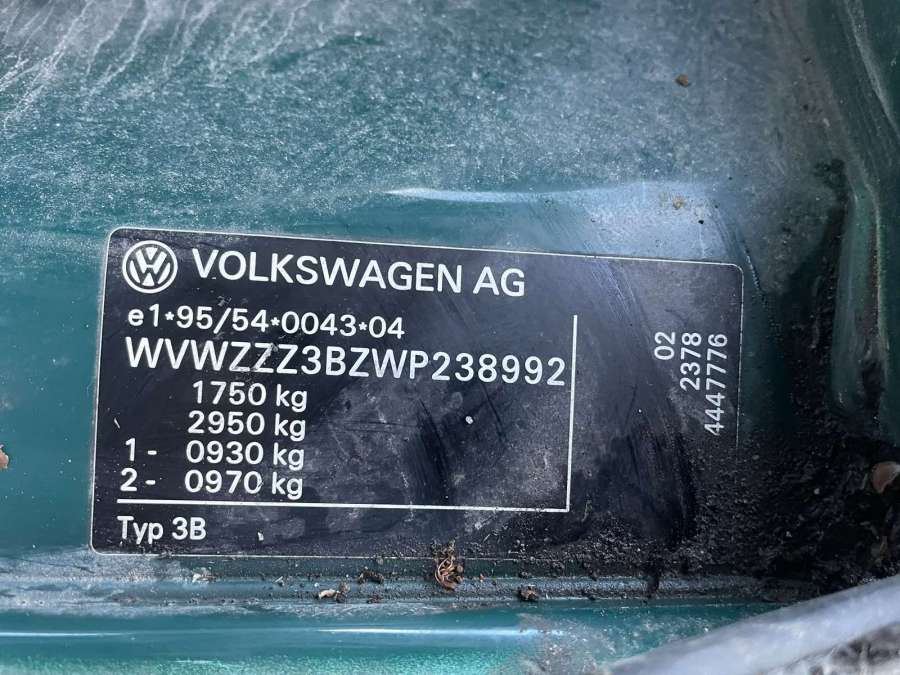 VOLKSWAGEN AG
e1*95/54*0043*04
WVWZZZ3BZWP238992
1750 kg
2950 kg
1- 0930 kg
2- 0970 kg
Typ 3B
02
2378
4447776